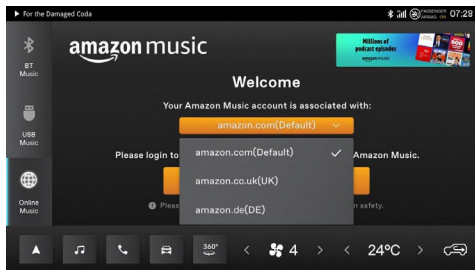 For the Damaged Coda
PASSENGER AIRBAG ON 07:28
BT Music
amazon music
Millions of podcast episodes
amazon music
Welcome
Your Amazon Music account is associated with:
USB Music
amazon.com(Default)
Please login to
Amazon Music.
amazon.com(Default)
amazon.co.uk(UK)
amazon.de(DE)
Online Music
Pleas
n safety.
360°
4
24°C